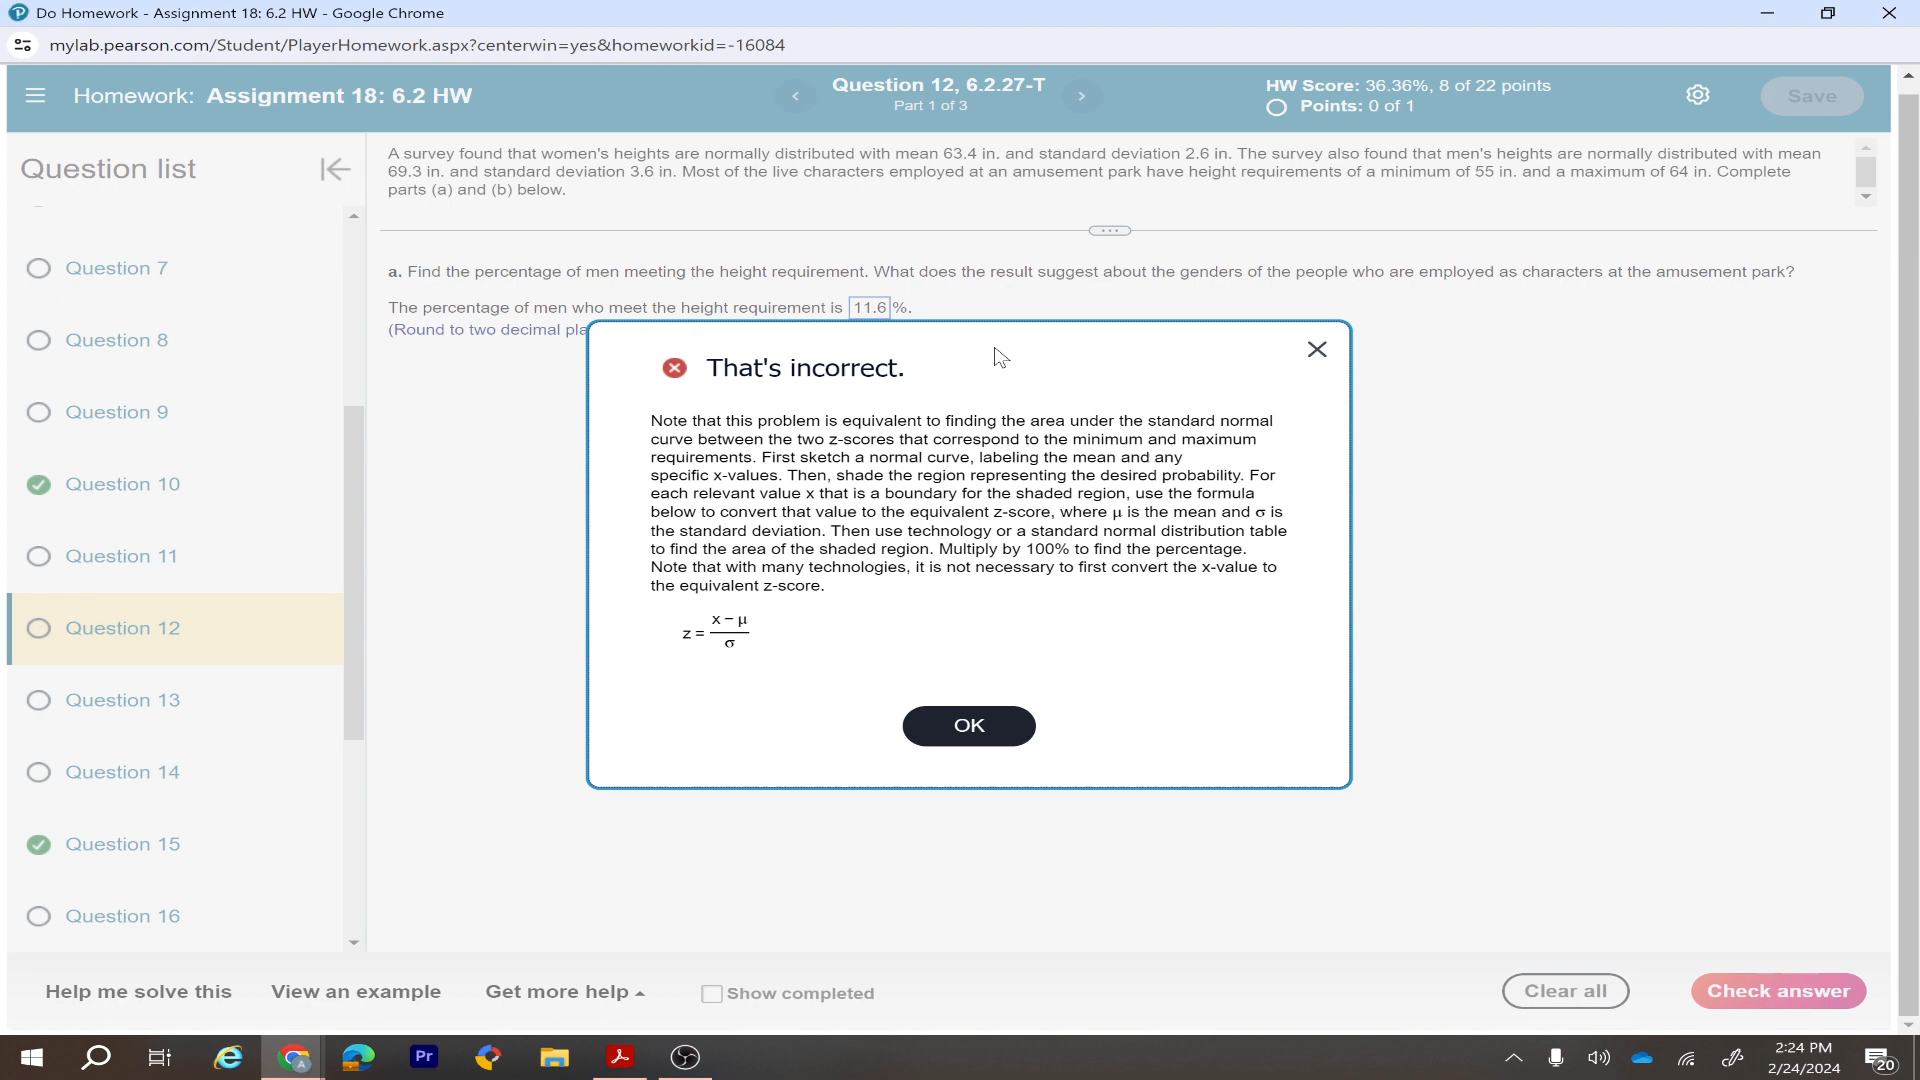 Do Homework - Assignment 18: 6.2 HW - Google Chrome
mylab.pearson.com/Student/PlayerHomework.aspx?centerwin=yes&homeworkid=-16084
Homework: Assignment 18: 6.2 HW
Question 12, 6.2.27-T
Part 1 of 3
HW Score: 36.36%, 8 of 22 points
Points: 0 of 1
Save
Question list
Question 7
Question 8
Question 9
Question 10
Question 11
Question 12
Question 13
Question 14
Question 15
Question 16
A survey found that women's heights are normally distributed with mean 63.4 in. and standard deviation 2.6 in. The survey also found that men's heights are normally distributed with mean
69.3 in. and standard deviation 3.6 in. Most of the live characters employed at an amusement park have height requirements of a minimum of 55 in. and a maximum of 64 in. Complete
parts (a) and (b) below.
a. Find the percentage of men meeting the height requirement. What does the result suggest about the genders of the people who are employed as characters at the amusement park?
The percentage of men who meet the height requirement is 11.6 %.
(Round to two decimal pla
That's incorrect.
Note that this problem is equivalent to finding the area under the standard normal
curve between the two z-scores that correspond to the minimum and maximum
requirements. First sketch a normal curve, labeling the mean and any
specific x-values. Then, shade the region representing the desired probability. For
each relevant value x that is a boundary for the shaded region, use the formula
below to convert that value to the equivalent z-score, where μ is the mean and σ is
the standard deviation. Then use technology or a standard normal distribution table
to find the area of the shaded region. Multiply by 100% to find the percentage.
Note that with many technologies, it is not necessary to first convert the x-value to
the equivalent z-score.
x − μ
z =
σ
OK
Help me solve this
View an example
Get more help
Show completed
Clear all
Check answer
Pr
2:24 PM
2/24/2024
20